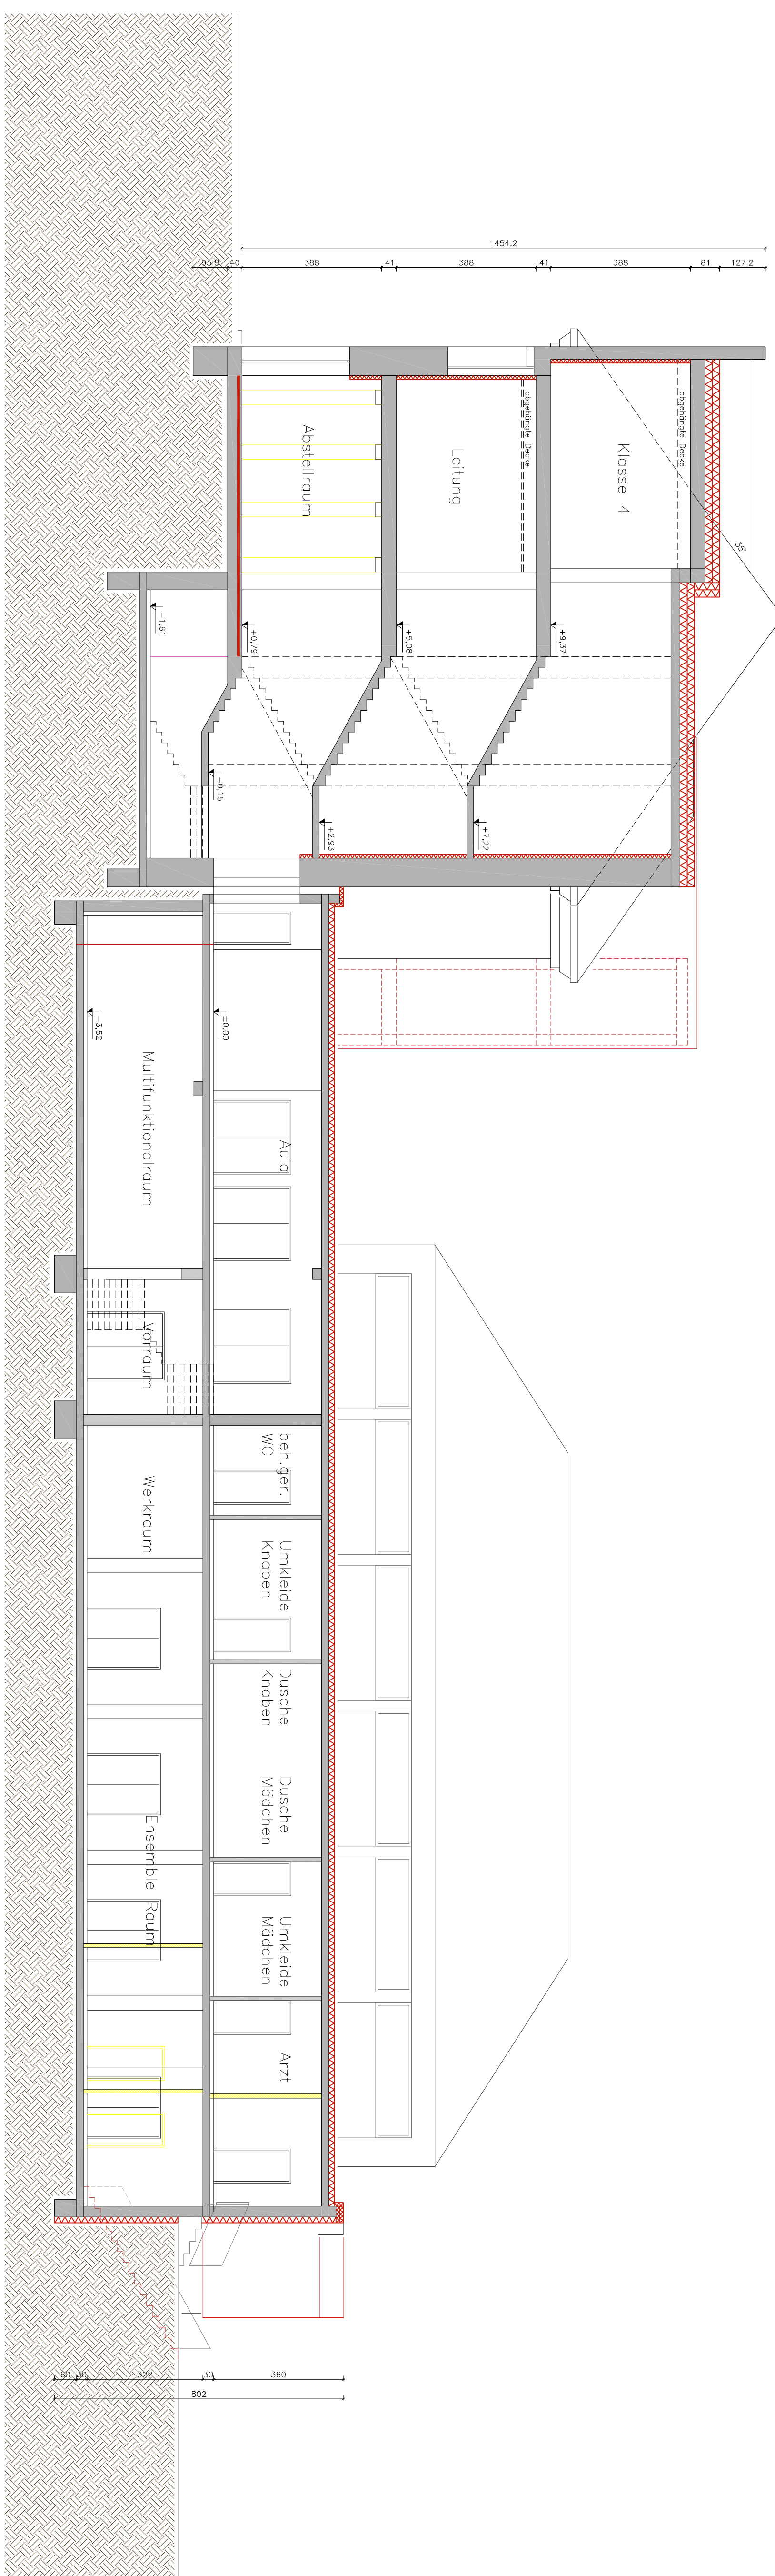 1454.2
95.8
40
388
41
388
41
388
81
127.2
abgehängte Decke
abgehängte Decke
Klasse 4
Leitung
Abstellraum
35°
+9,37
+5,08
+0,79
-1,61
+7,22
+2,93
-0,15
±0,00
-3,52
Aula
Multifunktionalraum
Vorraum
beh.ger.
WC
Werkraum
Umkleide
Knaben
Dusche
Knaben
Dusche
Mädchen
Ensemble Raum
Umkleide
Mädchen
Arzt
60
30
322
30
360
802